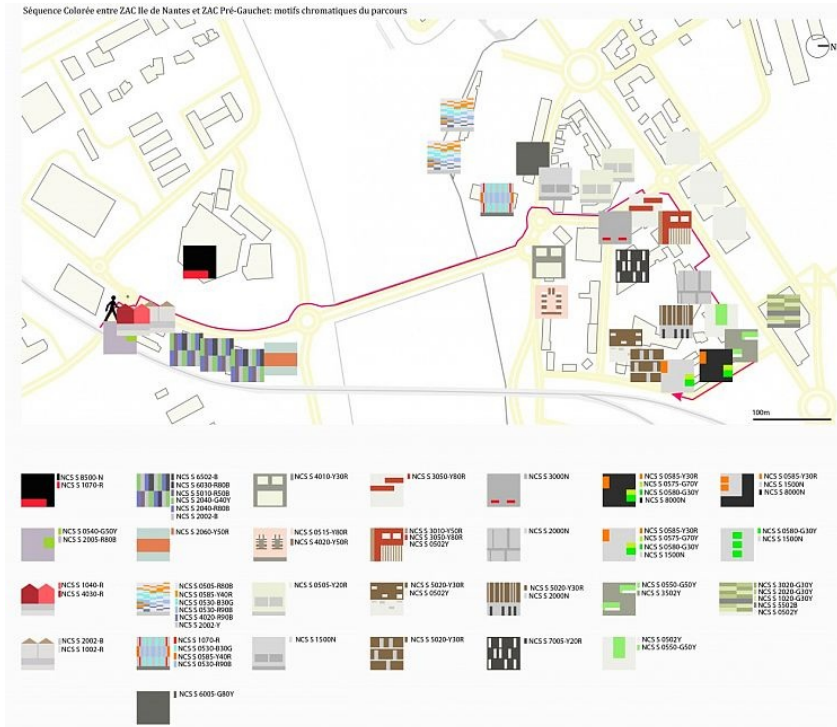 Séquence Colorée entre ZAC Ile de Nantes et ZAC Pré-Gauchet: motifs chromatiques du parcours
N
100m
NCS S 8500-N
NCS S 1070-R
NCS S 6502-B
NCS S 6030-R80B
NCS S 5010-R50B
NCS S 2040-G40Y
NCS S 2040-R80B
NCS S 2002-B
NCS S 4010-Y30R
NCS S 3050-Y80R
NCS S 3000N
NCS S 0585-Y30R
NCS S 0575-G70Y
NCS S 0580-G30Y
NCS S 8000N
NCS S 0585-Y30R
NCS S 1500N
NCS S 8000N
NCS S 0540-G50Y
NCS S 2005-R80B
NCS S 2060-Y50R
NCS S 0515-Y80R
NCS S 4020-Y50R
NCS S 3010-Y50R
NCS S 3050-Y80R
NCS S 0502Y
NCS S 2000N
NCS S 0585-Y30R
NCS S 0575-G70Y
NCS S 0580-G30Y
NCS S 1500N
NCS S 0580-G30Y
NCS S 1500N
NCS S 1040-R
NCS S 4030-R
NCS S 0505-R80B
NCS S 0585-Y40R
NCS S 0530-B30G
NCS S 0530-R90B
NCS S 4020-R90B
NCS S 2002-Y
NCS S 0505-Y20R
NCS S 5020-Y30R
NCS S 0502Y
NCS S 5020-Y30R
NCS S 2000N
NCS S 0550-G50Y
NCS S 3502Y
NCS S 3020-G30Y
NCS S 2020-G30Y
NCS S 1020-G30Y
NCS S 5502B
NCS S 0502Y
NCS S 2002-B
NCS S 1002-R
NCS S 1070-R
NCS S 0530-B30G
NCS S 0585-Y40R
NCS S 0530-R90B
NCS S 1500N
NCS S 5020-Y30R
NCS S 7005-Y20R
NCS S 0502Y
NCS S 0550-G50Y
NCS S 6005-G80Y